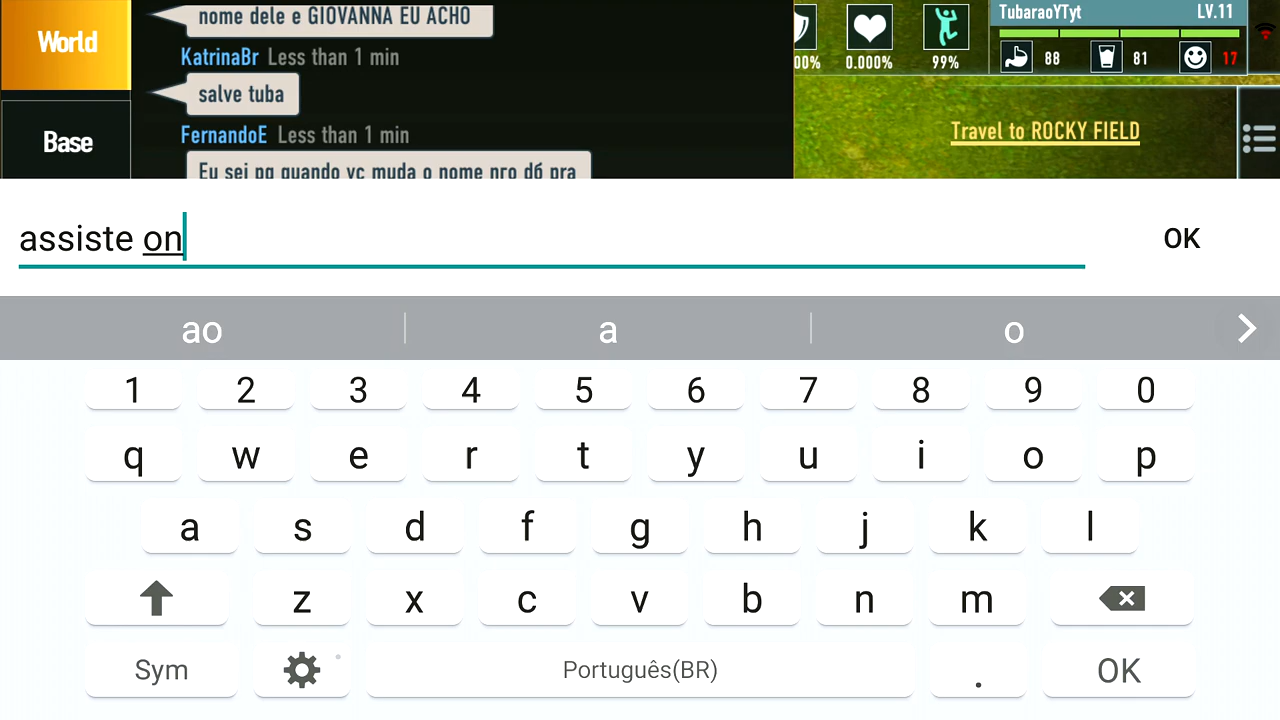 World
Base
nome dele e GIOVANNA EU ACHO
KatrinaBr Less than 1 min
salve tuba
FernandoE Less than 1 min
Eu sei pq quando vc muda o nome nro d6 pra
00% 0.000% 99%
TubaraoYTyt LV.11
88 81 17
Travel to ROCKY FIELD
assiste on OK
ao a o
1 2 3 4 5 6 7 8 9 0
q w e r t y u i o p
a s d f g h j k l
z x c v b n m
Sym Português(BR) . OK